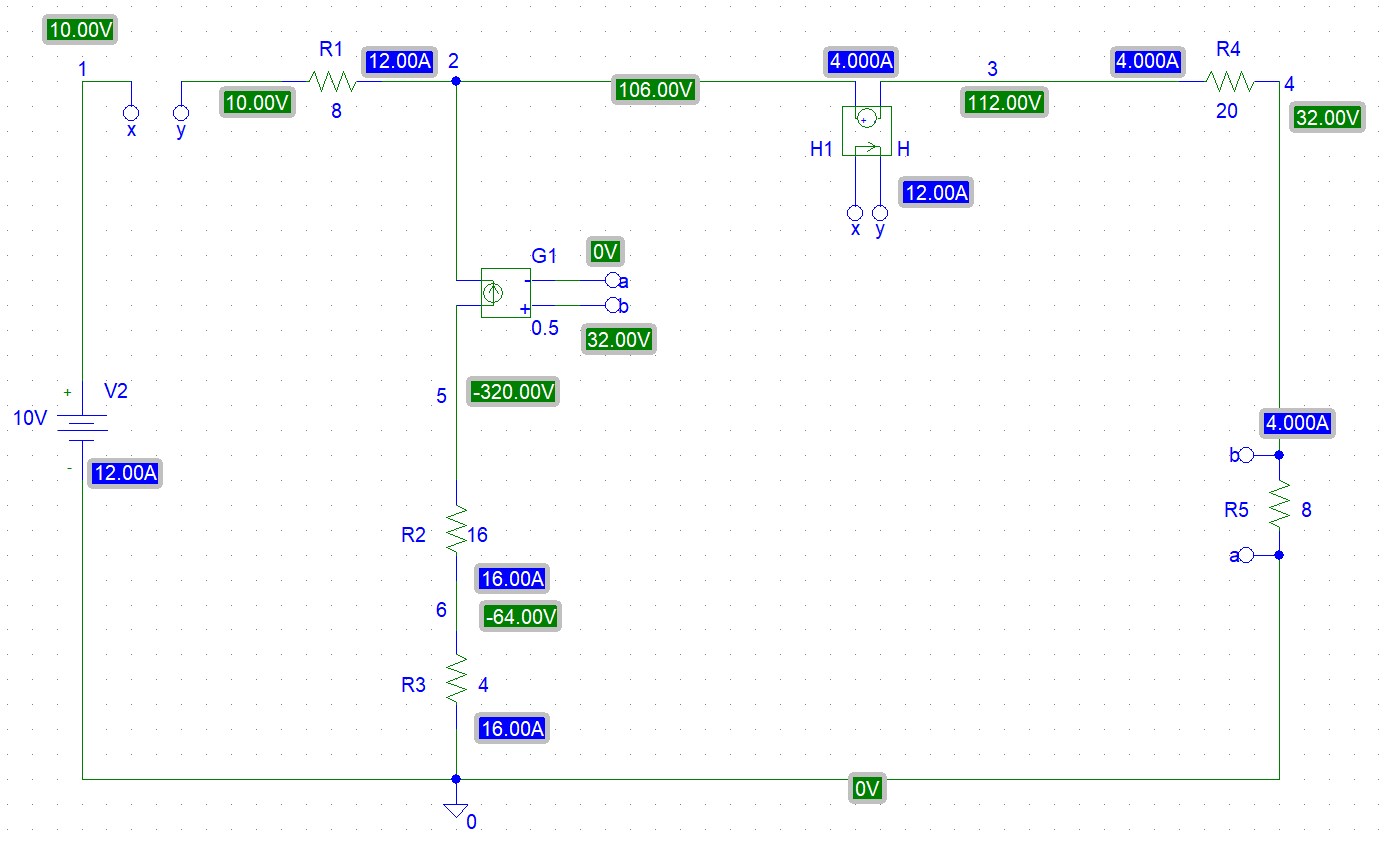 10.00V
1
x
y
10.00V
R1
8
12.00A
2
106.00V
4.000A
H1
H
12.00A
x
y
3
112.00V
4.000A
R4
20
4
32.00V
G1
0V
-
a
+
b
0.5
32.00V
5
-320.00V
+
V2
10V
-
12.00A
R2
16
16.00A
6
-64.00V
R3
4
16.00A
4.000A
b
R5
8
a
0V
0